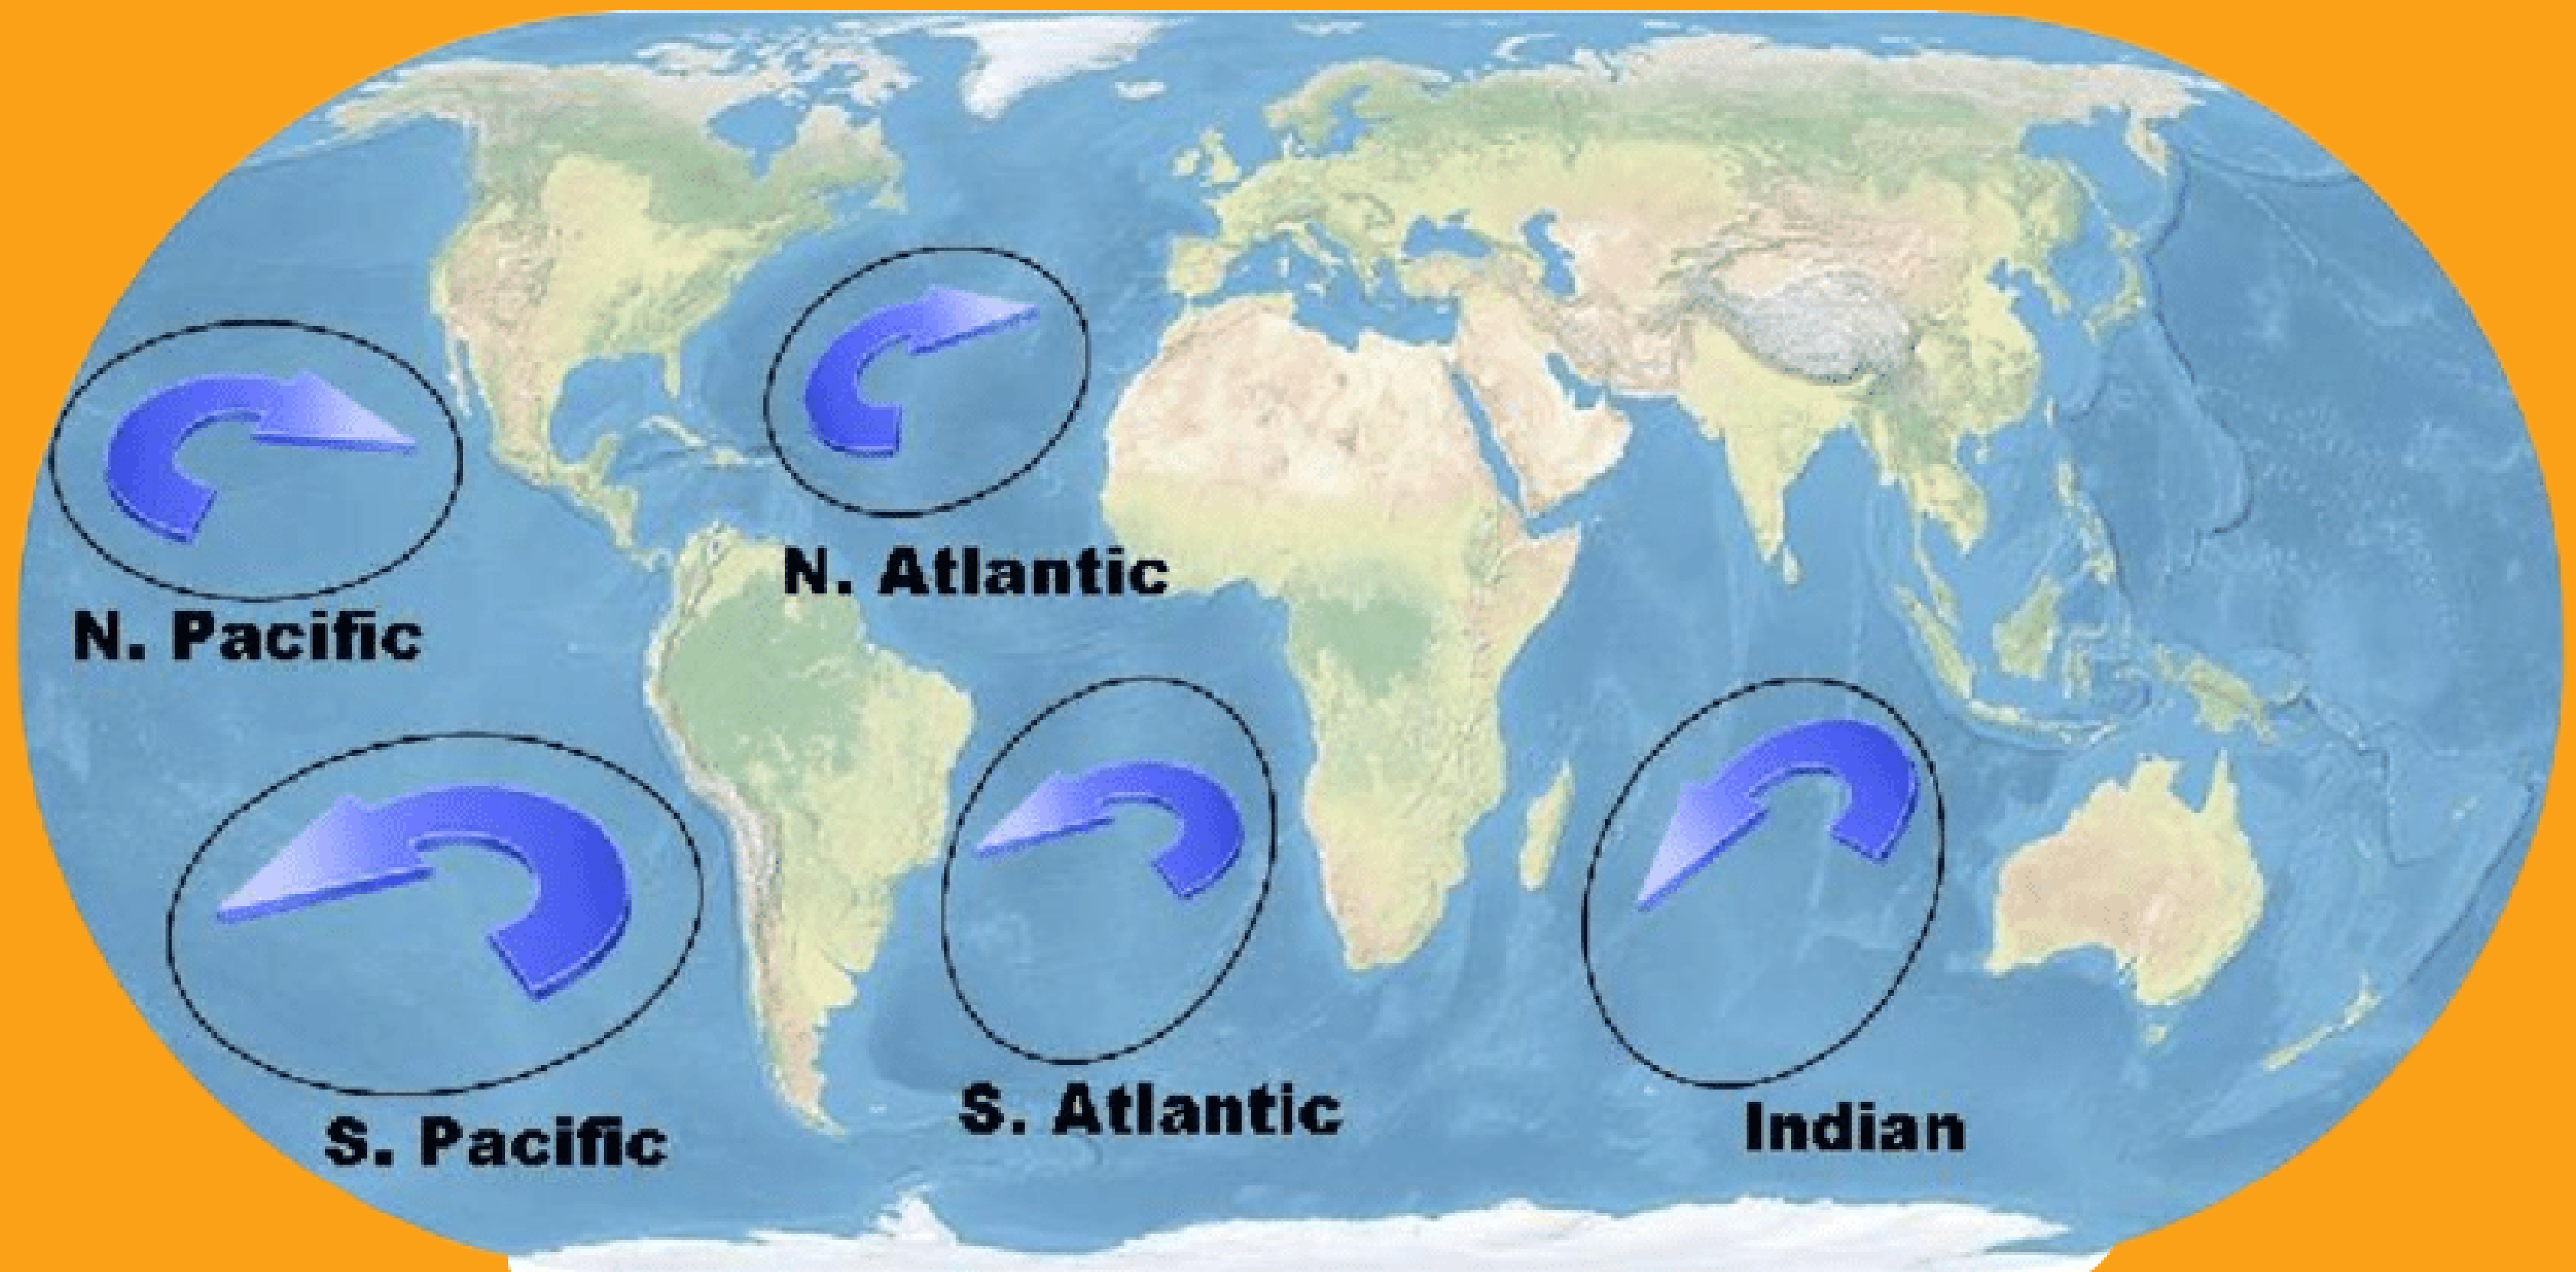 N. Atlantic
N. Pacific
S. Atlantic
Indian
S. Pacific